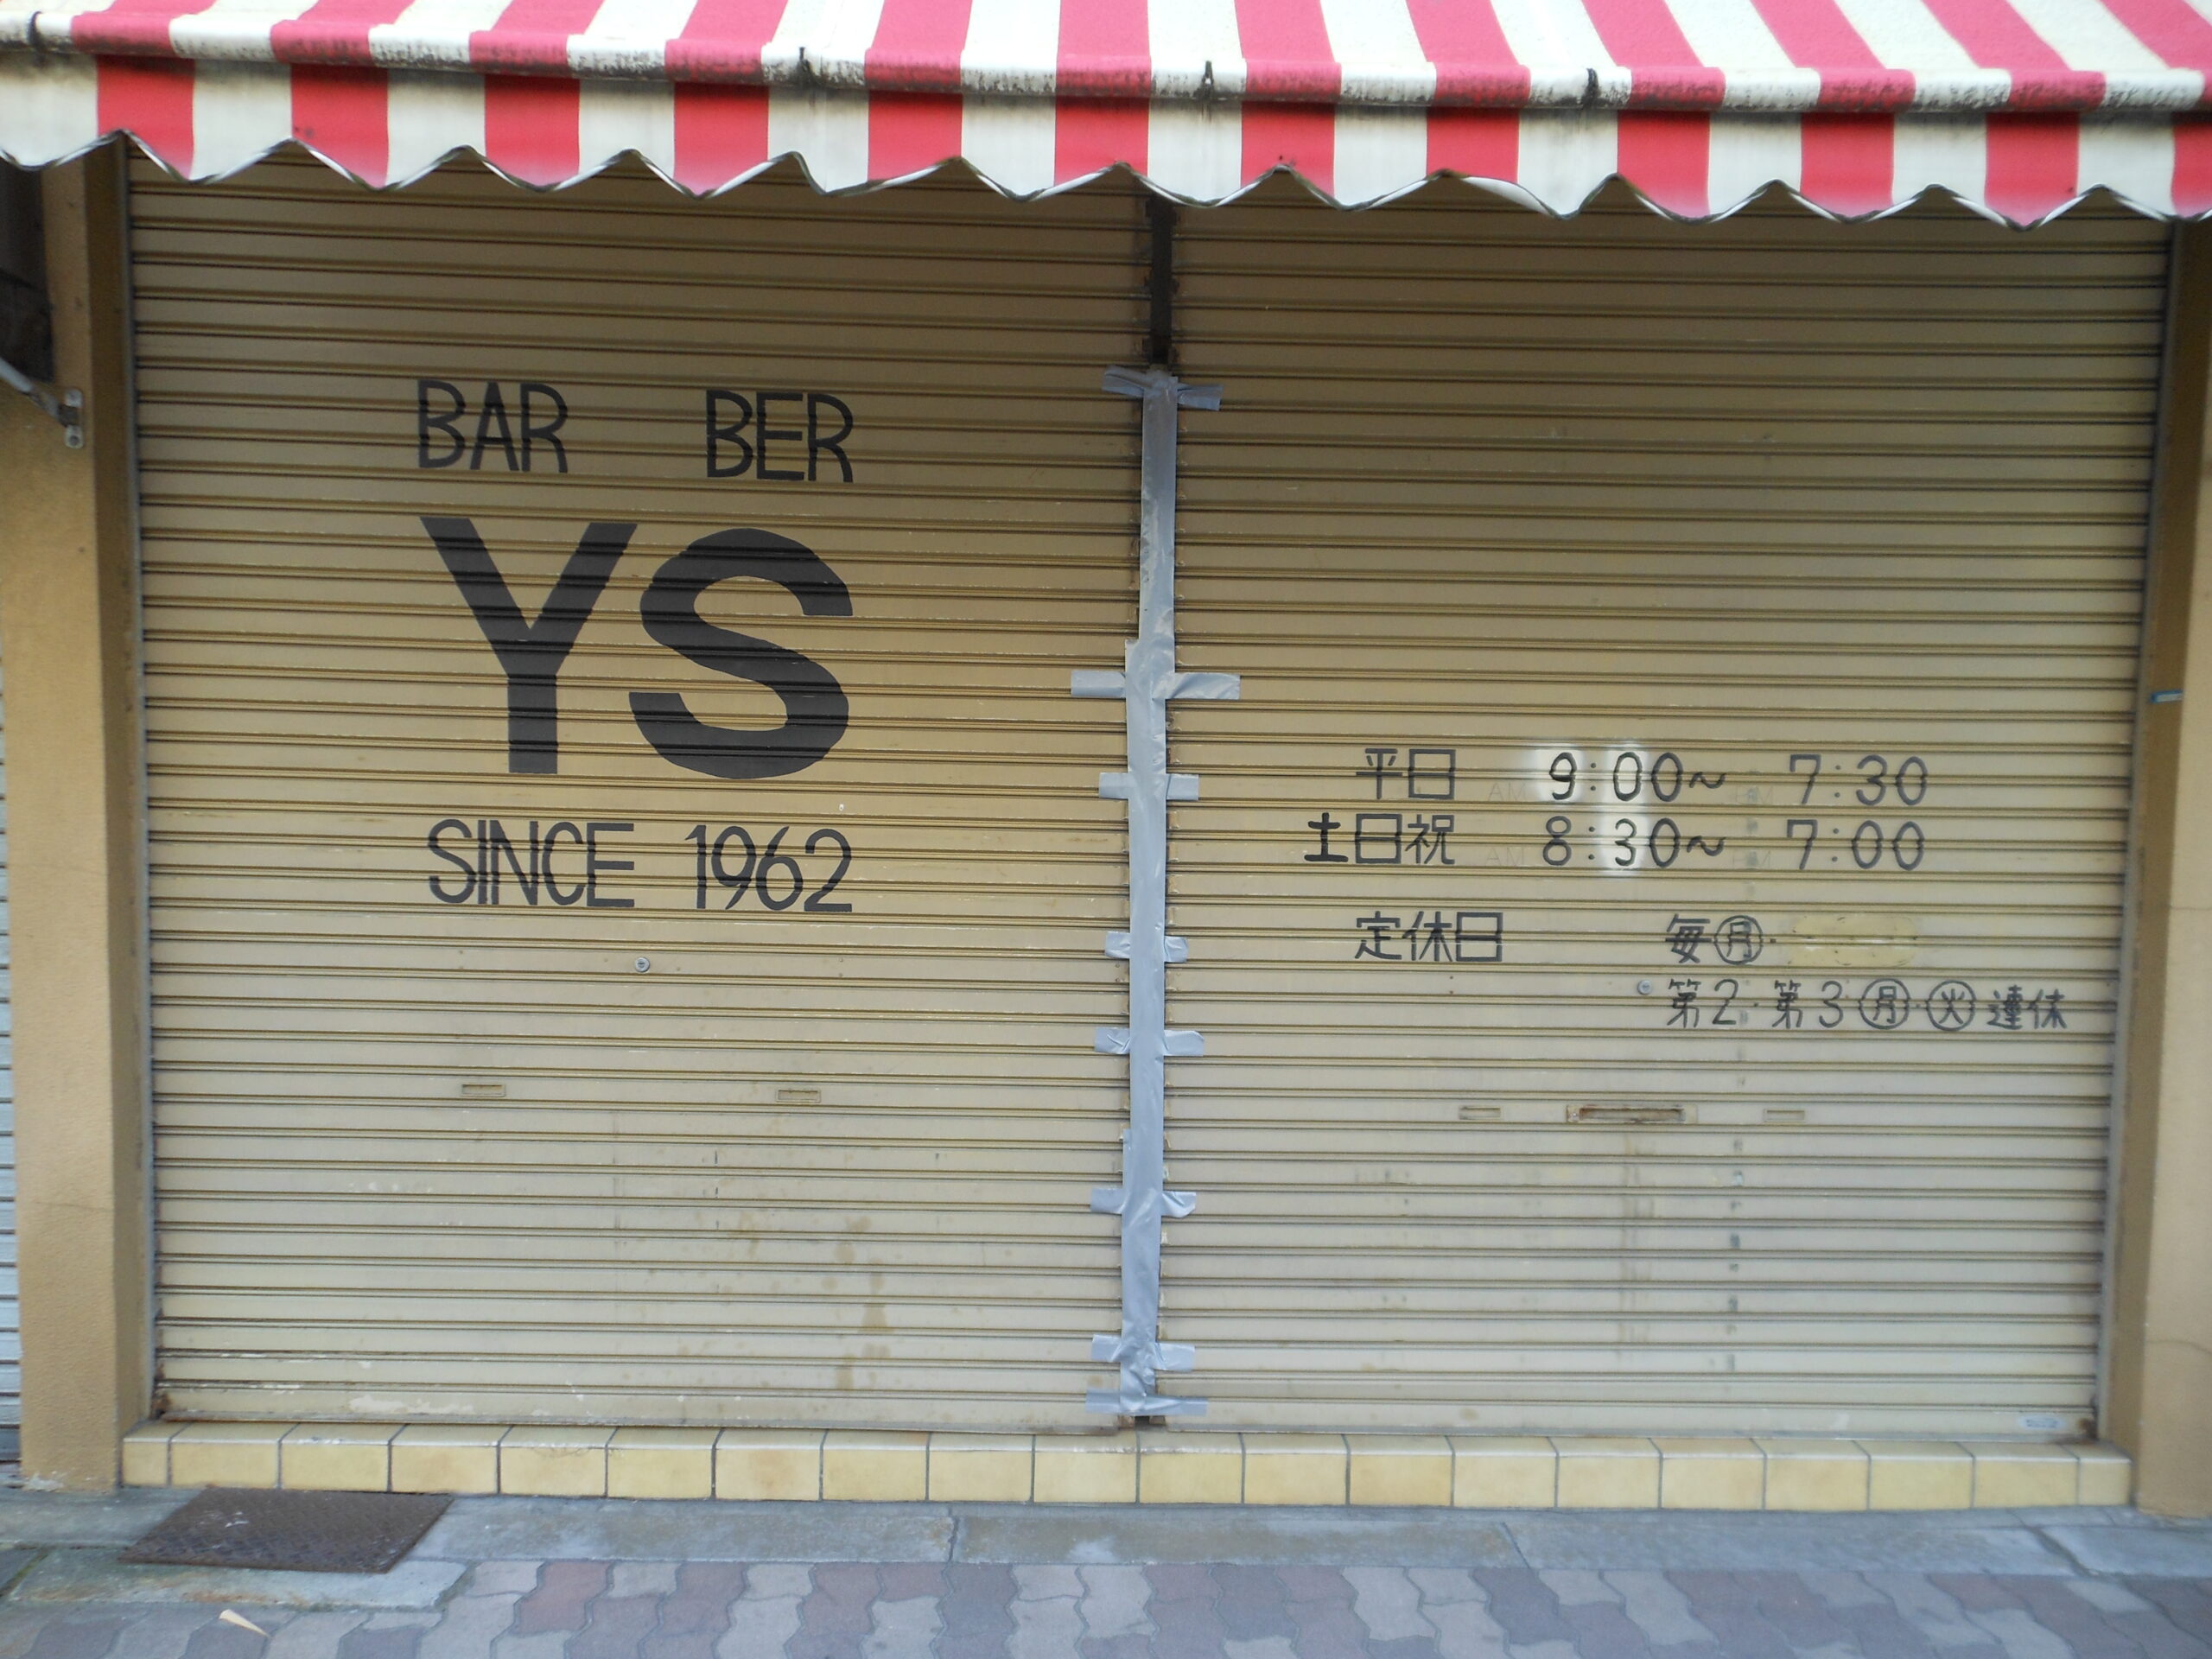 BAR BER
YS
SINCE 1962
平日 9:00~ 7:30
土日祝 8:30~ 7:00
定休日 毎㊊・
第2・第3㊊・㊋連休